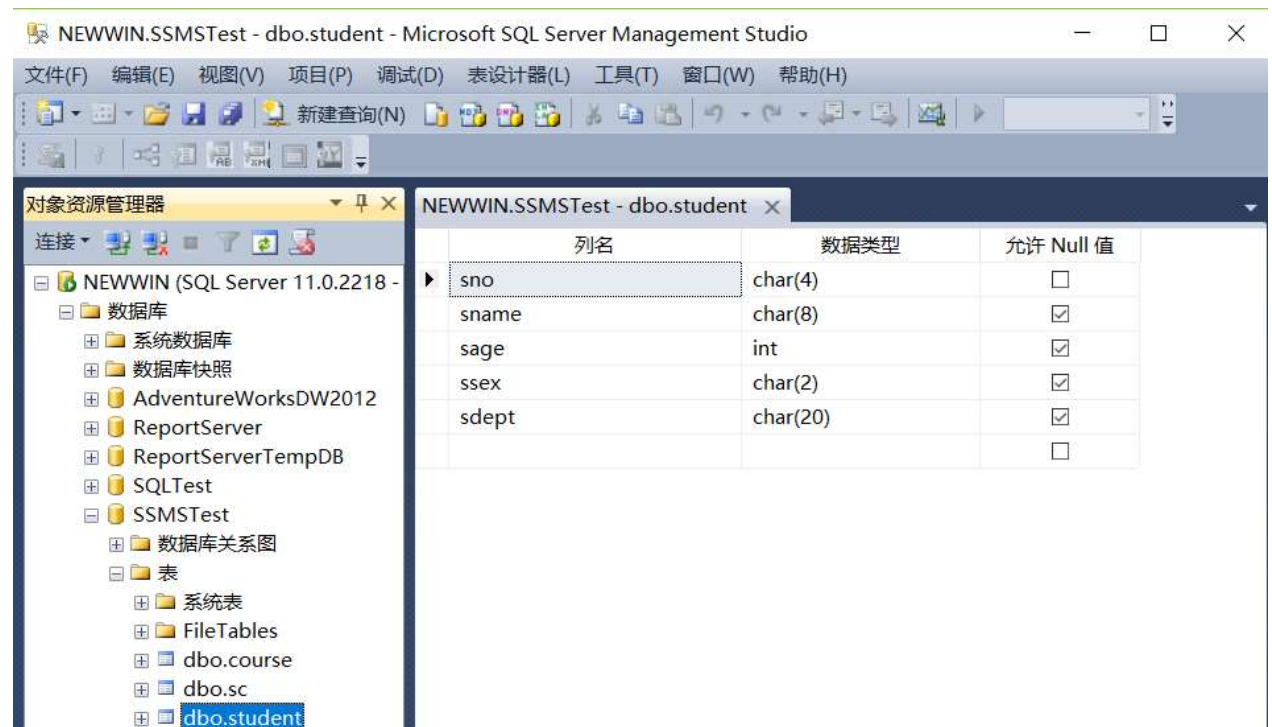 NEWWIN.SSMSTest - dbo.student - Microsoft SQL Server Management Studio
文件(F) 编辑(E) 视图(V) 项目(P) 调试(D) 表设计器(L) 工具(T) 窗口(W) 帮助(H)
新建查询(N)
对象资源管理器
连接
NEWWIN (SQL Server 11.0.2218 -
数据库
系统数据库
数据库快照
AdventureWorksDW2012
ReportServer
ReportServerTempDB
SQLTest
SSMSTest
数据库关系图
表
系统表
FileTables
dbo.course
dbo.sc
dbo.student
NEWWIN.SSMSTest - dbo.student
列名 数据类型 允许 Null 值
sno char(4)
sname char(8)
sage int
ssex char(2)
sdept char(20)